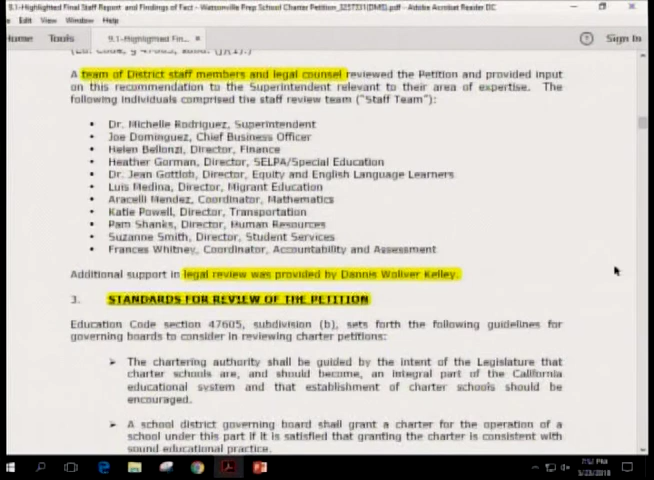 9.1-Highlighted Final Staff Report and Findings of Fact - Watsonville Prep School Charter Petition_3257331(DMS).pdf - Adobe Acrobat Reader DC
Edit View Window Help
Home Tools 9.1-Highlighted Fin... × Sign In
A team of District staff members and legal counsel reviewed the Petition and provided input
on this recommendation to the Superintendent relevant to their area of expertise. The
following individuals comprised the staff review team ("Staff Team"):
• Dr. Michelle Rodriguez, Superintendent
• Joe Dominguez, Chief Business Officer
• Helen Bellonzi, Director, Finance
• Heather Gorman, Director, SELPA/Special Education
• Dr. Jean Gottlob, Director, Equity and English Language Learners
• Luis Medina, Director, Migrant Education
• Aracelli Mendez, Coordinator, Mathematics
• Katie Powell, Director, Transportation
• Pam Shanks, Director, Human Resources
• Suzanne Smith, Director, Student Services
• Frances Whitney, Coordinator, Accountability and Assessment
Additional support in legal review was provided by Dannis Woliver Kelley.
3. STANDARDS FOR REVIEW OF THE PETITION
Education Code section 47605, subdivision (b), sets forth the following guidelines for
governing boards to consider in reviewing charter petitions:
➢ The chartering authority shall be guided by the intent of the Legislature that
charter schools are, and should become, an integral part of the California
educational system and that establishment of charter schools should be
encouraged.
➢ A school district governing board shall grant a charter for the operation of a
school under this part if it is satisfied that granting the charter is consistent with
sound educational practice.
7:52 PM
5/23/2018